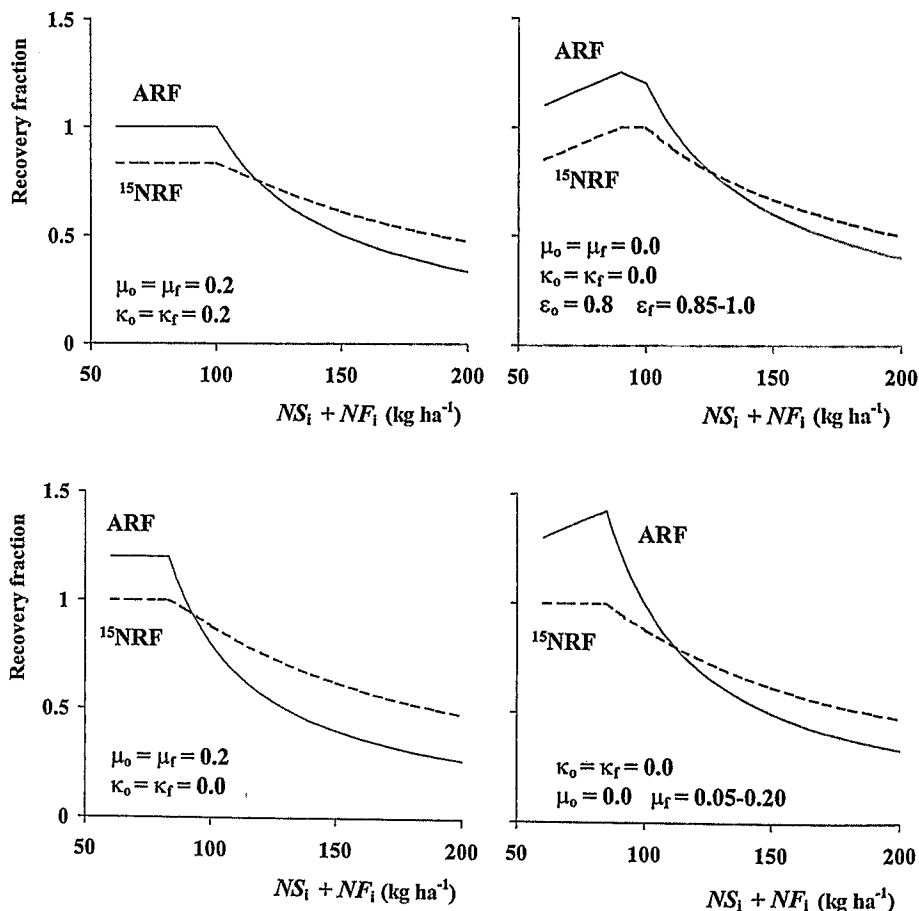 1.5
ARF
1
¹⁵NRF
0.5
μₒ = μf = 0.2
κₒ = κf = 0.2
0
50 100 150 200
NSᵢ + NFᵢ (kg ha⁻¹)
Recovery fraction
ARF
¹⁵NRF
μₒ = μf = 0.0
κₒ = κf = 0.0
εₒ = 0.8 εf = 0.85-1.0
50 100 150 200
NSᵢ + NFᵢ (kg ha⁻¹)
1.5
ARF
1
¹⁵NRF
0.5
μₒ = μf = 0.2
κₒ = κf = 0.0
0
50 100 150 200
NSᵢ + NFᵢ (kg ha⁻¹)
Recovery fraction
ARF
¹⁵NRF
κₒ = κf = 0.0
μₒ = 0.0 μf = 0.05-0.20
50 100 150 200
NSᵢ + NFᵢ (kg ha⁻¹)